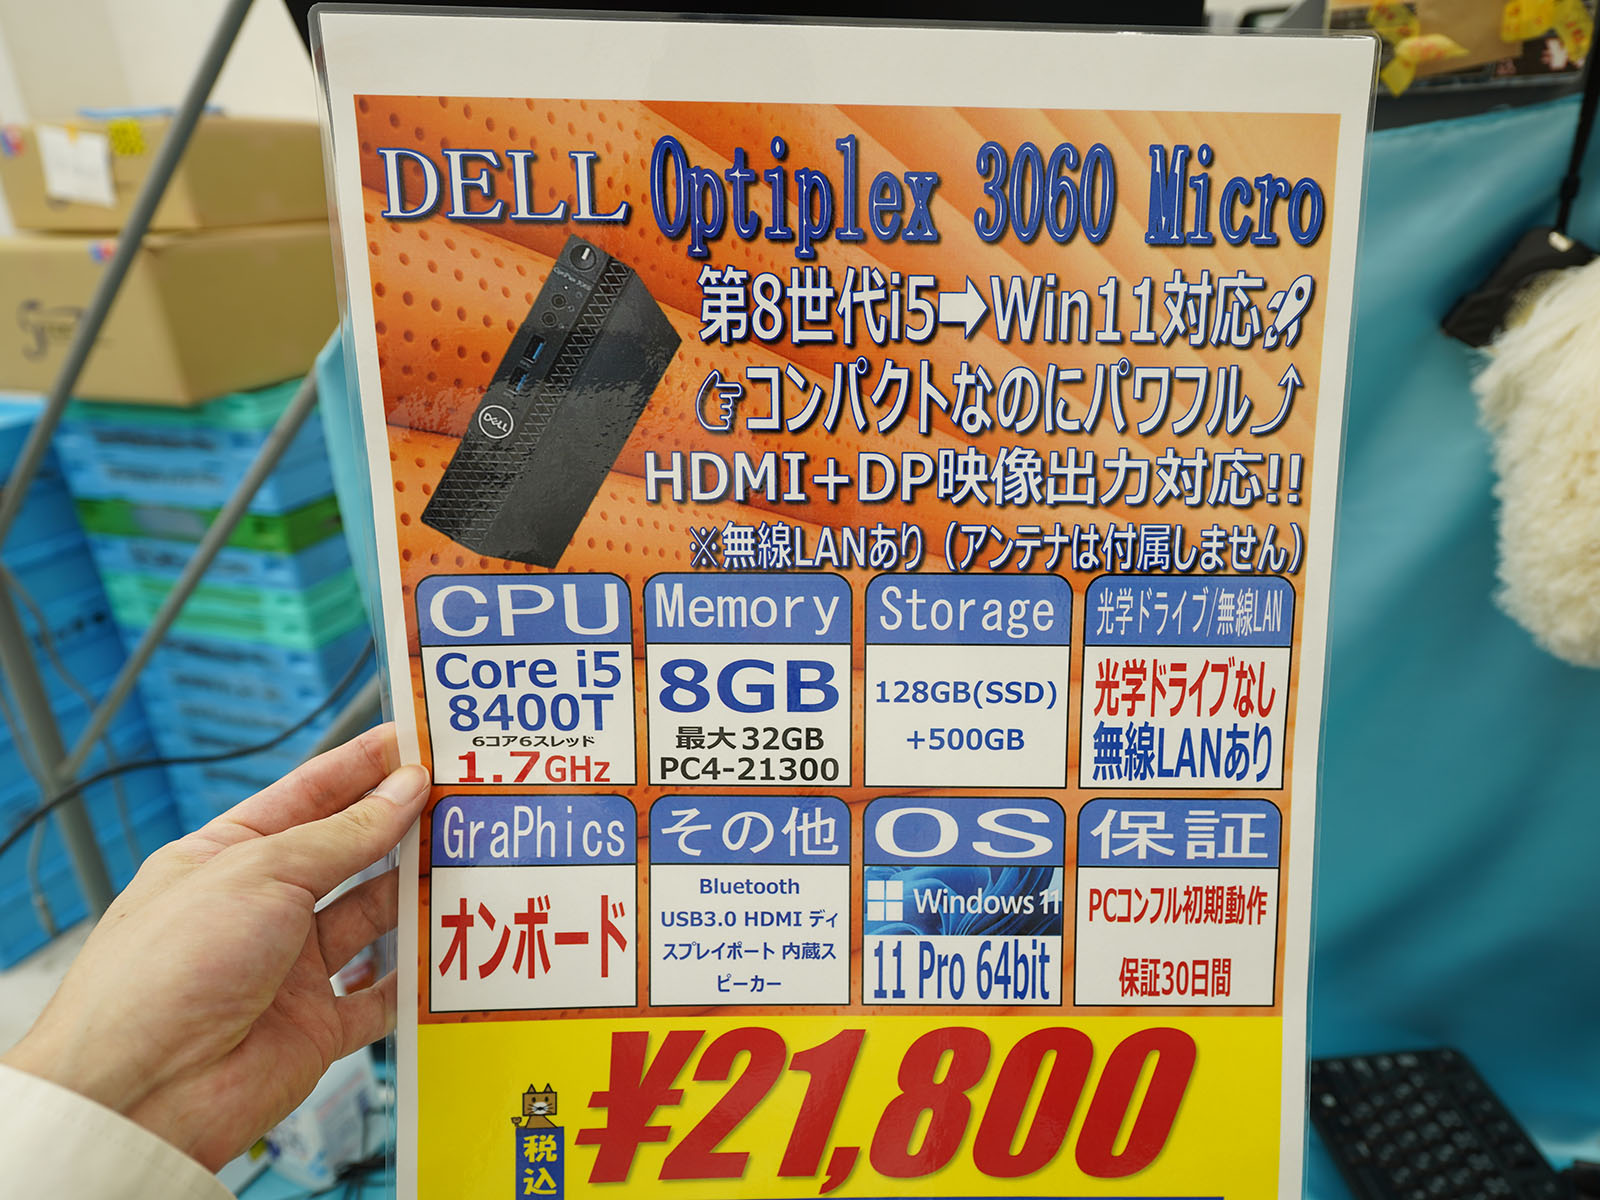 DELL Optiplex 3060 Micro
第8世代i5➡Win11対応
☞コンパクトなのにパワフル⤴
HDMI+DP映像出力対応!!
※無線LANあり（アンテナは付属しません）
DELL
CPU
Core i5
8400T
6コア6スレッド
1.7GHz
Memory
8GB
最大32GB
PC4-21300
Storage
128GB(SSD)
+500GB
光学ドライブ/無線LAN
光学ドライブなし
無線LANあり
GraPhics
オンボード
その他
Bluetooth
USB3.0 HDMI ディ
スプレイポート 内蔵ス
ピーカー
OS
Windows 11
11 Pro 64bit
保証
PCコンフル初期動作
保証30日間
税込
¥21,800